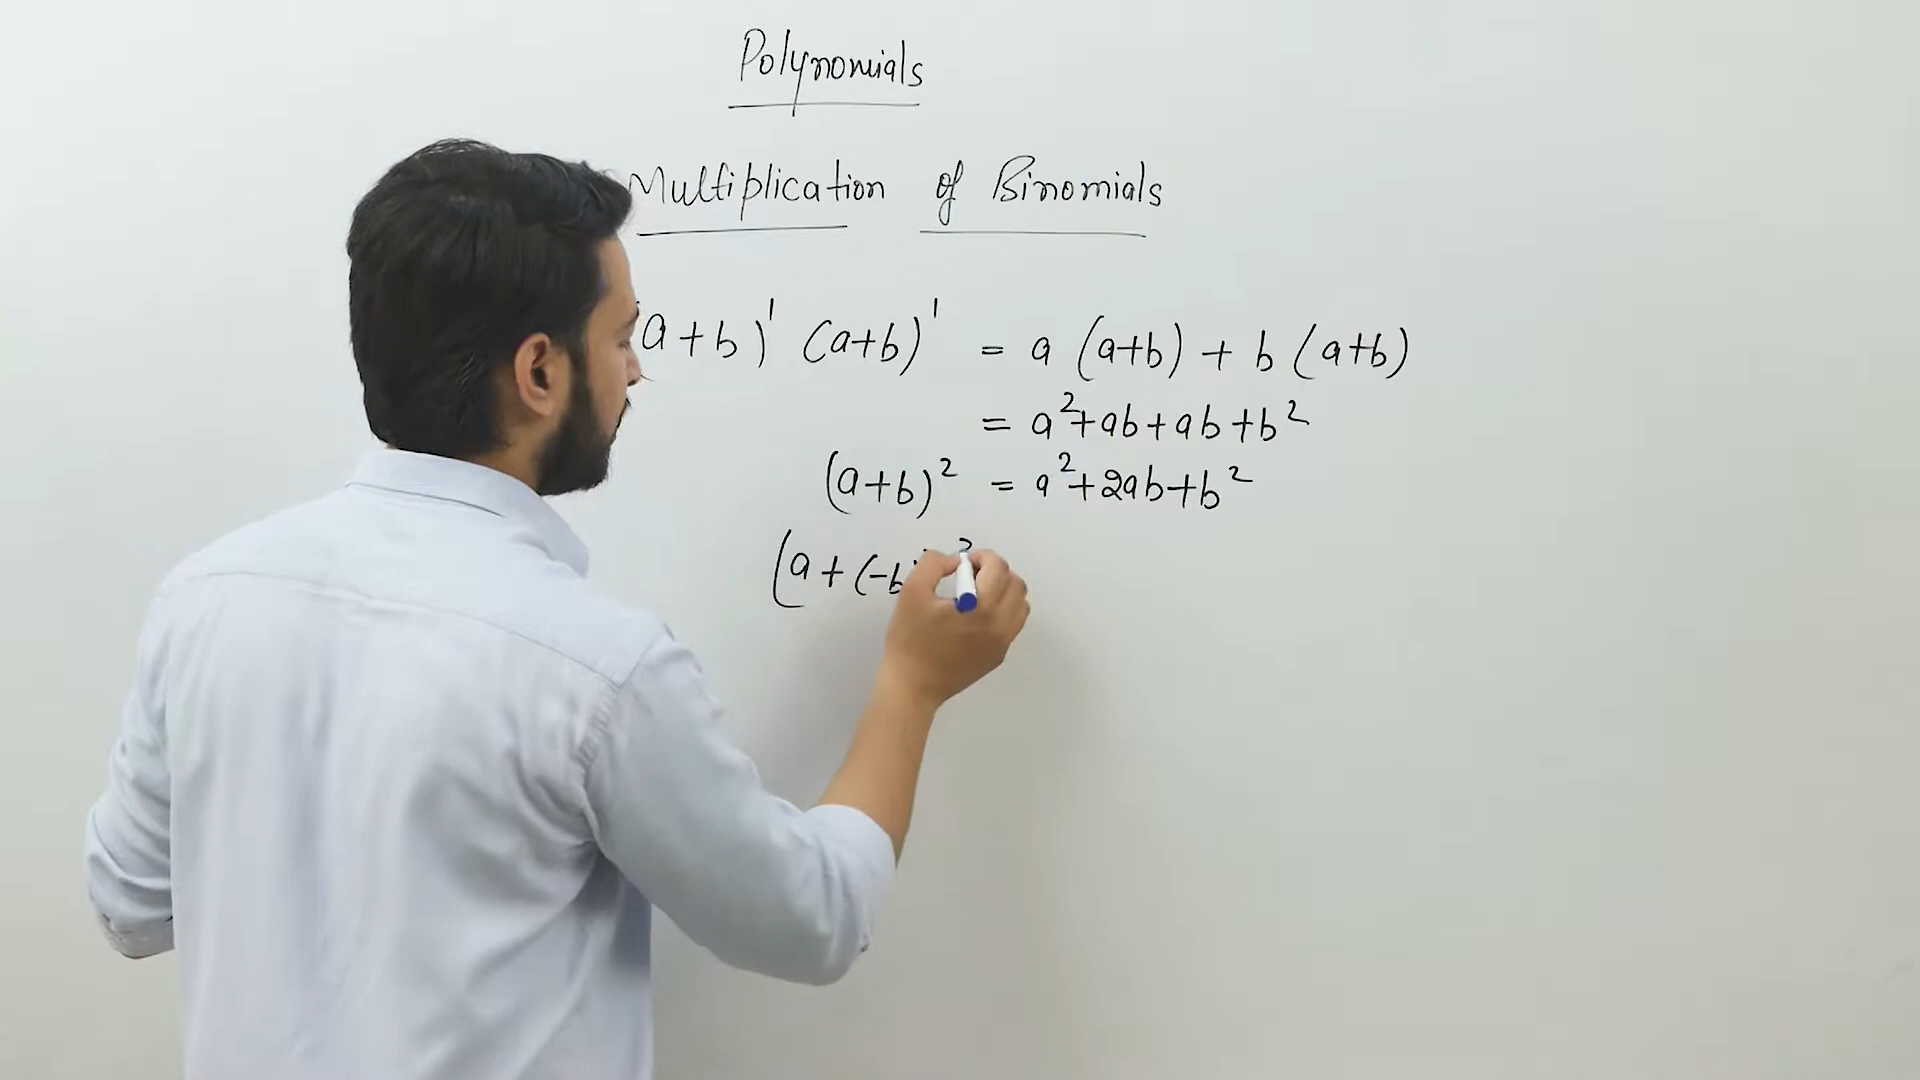 Polynomials
Multiplication of Binomials
a+b)¹ (a+b)¹ = a (a+b) + b (a+b)
= a²+ab+ab+b²
(a+b)² = a²+2ab+b²
(a+(-b